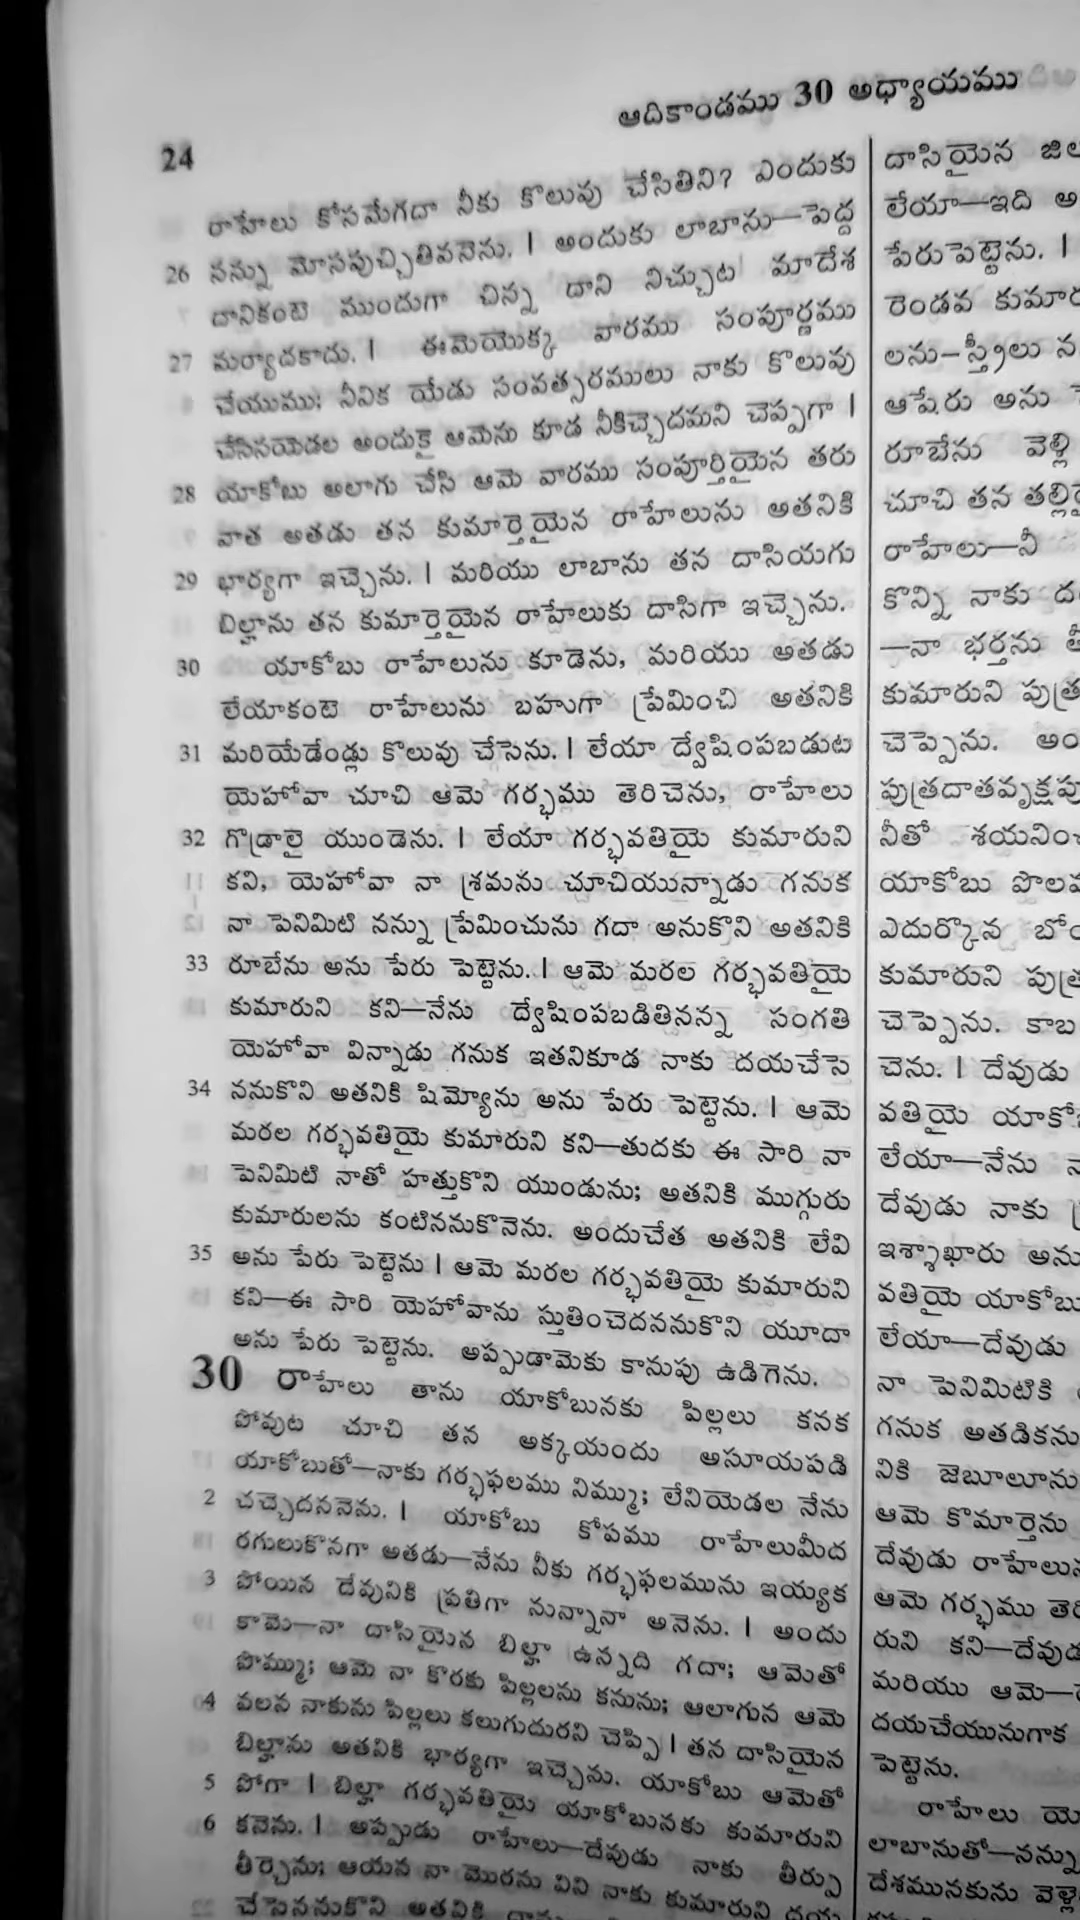 ఆదికాండము 30 అధ్యాయము
24
రాహేలు కోసమేగదా నీకు కొలువు చేసితిని? ఎందుకు
26 నన్ను మోసపుచ్చితివనెను. | అందుకు లాబాను—పెద్ద
దానికంటె ముందుగా చిన్న దాని నిచ్చుట మాదేశ
27 మర్యాదకాదు. | ఈమెయొక్క వారము సంపూర్ణము
చేయుము; నీవిక యేడు సంవత్సరములు నాకు కొలువు
చేసినయెడల అందుకై ఆమెను కూడ నీకిచ్చెదమని చెప్పగా |
28 యాకోబు అలాగు చేసి ఆమె వారము సంపూర్తియైన తరు
వాత అతడు తన కుమార్తెయైన రాహేలును అతనికి
29 భార్యగా ఇచ్చెను. | మరియు లాబాను తన దాసియగు
బిల్హాను తన కుమార్తెయైన రాహేలుకు దాసిగా ఇచ్చెను.
30 యాకోబు రాహేలును కూడెను, మరియు అతడు
లేయాకంటె రాహేలును బహుగా ప్రేమించి అతనికి
31 మరియేడేండ్లు కొలువు చేసెను. | లేయా ద్వేషింపబడుట
యెహోవా చూచి ఆమె గర్భము తెరిచెను, రాహేలు
32 గొడ్రాలై యుండెను. | లేయా గర్భవతియై కుమారుని
కని, యెహోవా నా శ్రమను చూచియున్నాడు గనుక
నా పెనిమిటి నన్ను ప్రేమించును గదా అనుకొని అతనికి
33 రూబేను అను పేరు పెట్టెను. | ఆమె మరల గర్భవతియై
కుమారుని కని—నేను ద్వేషింపబడితినన్న సంగతి
యెహోవా విన్నాడు గనుక ఇతనికూడ నాకు దయచేసె
34 ననుకొని అతనికి షిమ్యోను అను పేరు పెట్టెను. | ఆమె
మరల గర్భవతియై కుమారుని కని—తుదకు ఈ సారి నా
పెనిమిటి నాతో హత్తుకొని యుండును; అతనికి ముగ్గురు
కుమారులను కంటిననుకొనెను. అందుచేత అతనికి లేవి
35 అను పేరు పెట్టెను | ఆమె మరల గర్భవతియై కుమారుని
కని—ఈ సారి యెహోవాను స్తుతించెదననుకొని యూదా
అను పేరు పెట్టెను. అప్పుడామెకు కానుపు ఉడిగెను.
30 రాహేలు తాను యాకోబునకు పిల్లలు కనక
పోవుట చూచి తన అక్కయందు అసూయపడి
యాకోబుతో—నాకు గర్భఫలము నిమ్ము; లేనియెడల నేను
2 చచ్చెదననెను. | యాకోబు కోపము రాహేలుమీద
రగులుకొనగా అతడు—నేను నీకు గర్భఫలమును ఇయ్యక
3 పోయిన దేవునికి ప్రతిగా నున్నానా అనెను. | అందు
కామె—నా దాసియైన బిల్హా ఉన్నది గదా; ఆమెతో
పొమ్ము; ఆమె నా కొరకు పిల్లలను కనును; ఆలాగున ఆమె
4 వలన నాకును పిల్లలు కలుగుదురని చెప్పి | తన దాసియైన
బిల్హాను అతనికి భార్యగా ఇచ్చెను. యాకోబు ఆమెతో
5 పోగా | బిల్హా గర్భవతియై యాకోబునకు కుమారుని
6 కనెను. | అప్పుడు రాహేలు—దేవుడు నాకు తీర్పు
తీర్చెను; ఆయన నా మొరను విని నాకు కుమారుని దయ
చేసెననుకొని అతనికి
దాసియైన
లేయా—ఇది
పేరుపెట్టెను. |
రెండవ
లను—స్త్రీలు
ఆషేరు అను
రూబేను వెళ్లి
చూచి తన
రాహేలు—నీ
కొన్ని నాకు
—నా భర్తను
కుమారుని
చెప్పెను.
పుత్రదాతవృక్షపు
నీతో
యాకోబు
ఎదుర్కొన
కుమారుని
చెప్పెను.
చెను. | దేవుడు
వతియై
లేయా—నేను
దేవుడు నాకు
ఇశ్శాఖారు
వతియై
లేయా—దేవుడు
నా పెనిమిటికి
గనుక
నికి
ఆమె కొమార్తెను
దేవుడు
ఆమె గర్భము
రుని కని—
మరియు ఆమె—
దయచేయునుగాక
పెట్టెను.
రాహేలు
లాబానుతో—నన్ను
దేశమునకును